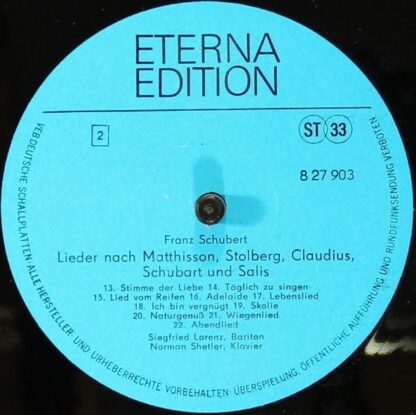 ETERNA
EDITION
2
ST 33
8 27 903
Franz Schubert
Lieder nach Matthisson, Stolberg, Claudius,
Schubart und Salis
13. Stimme der Liebe 14. Täglich zu singen
15. Lied vom Reifen 16. Adelaide 17. Lebenslied
18. Ich bin vergnügt 19. Skolie
20. Naturgenuß 21. Wiegenlied
22. Abendlied
Siegfried Lorenz, Bariton
Norman Shetler, Klavier
VEB DEUTSCHE SCHALLPLATTEN · ALLE HERSTELLER- UND URHEBERRECHTE VORBEHALTEN · ÜBERSPIELUNG, ÖFFENTLICHE AUFFÜHRUNG UND RUNDFUNKSENDUNG VERBOTEN